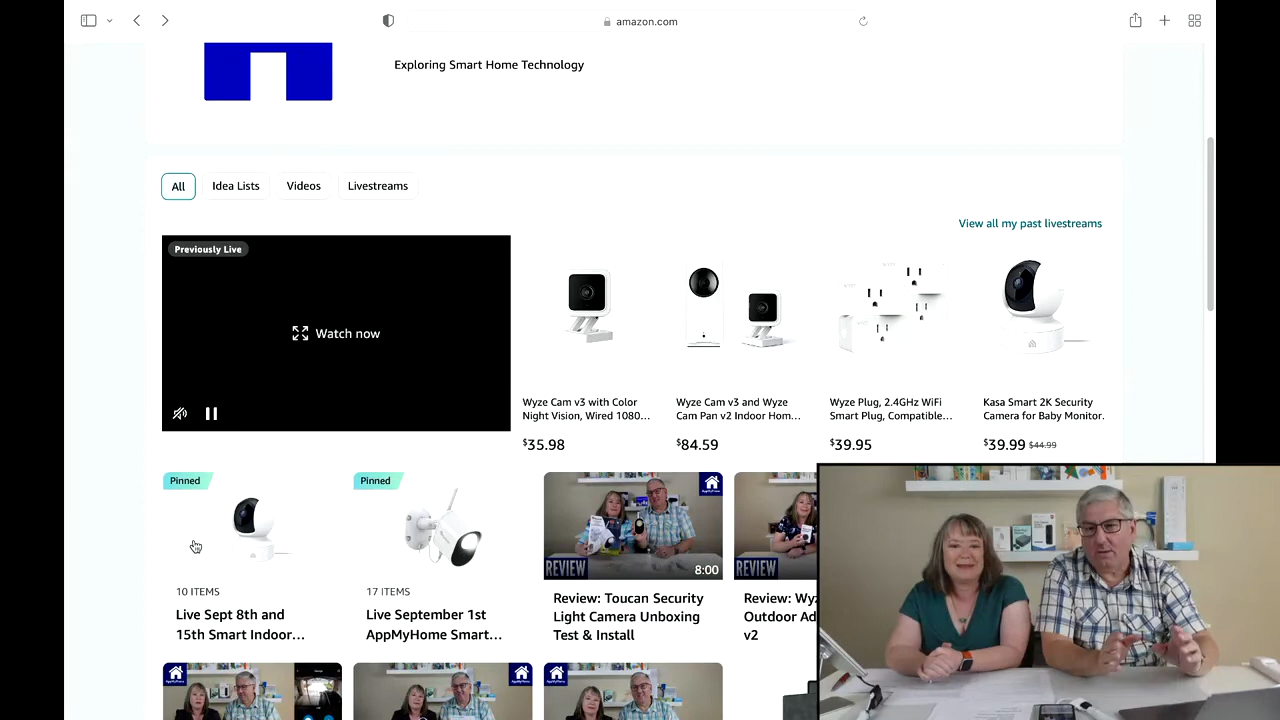 amazon.com
Exploring Smart Home Technology
All
Idea Lists
Videos
Livestreams
View all my past livestreams
Previously Live
Watch now
Wyze Cam v3 with Color
Night Vision, Wired 1080...
$35.98
Wyze Cam v3 and Wyze
Cam Pan v2 Indoor Hom...
$84.59
Wyze Plug, 2.4GHz WiFi
Smart Plug, Compatible...
$39.95
Kasa Smart 2K Security
Camera for Baby Monitor.
$39.99 $44.99
Pinned
10 ITEMS
Live Sept 8th and
15th Smart Indoor...
Pinned
17 ITEMS
Live September 1st
AppMyHome Smart...
REVIEW
8:00
Review: Toucan Security
Light Camera Unboxing
Test & Install
REVIEW
Review: Wyz
Outdoor Ad
v2